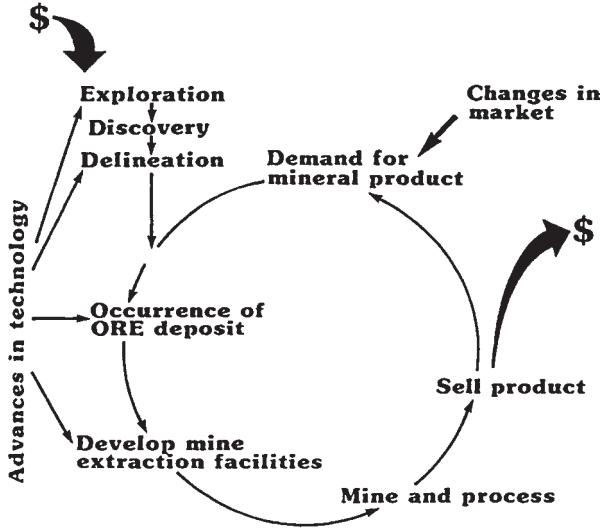 $
Exploration
Discovery
Delineation
Changes in
market
Demand for
mineral product
$
Advances in technology
Occurrence of
ORE deposit
Sell product
Develop mine
extraction facilities
Mine and process